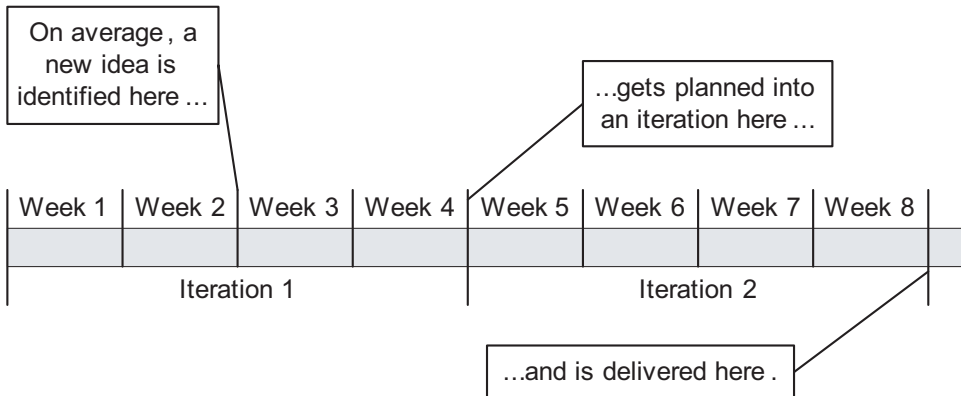 On average, a
new idea is
identified here ...
...gets planned into
an iteration here ...
Week 1 Week 2 Week 3 Week 4 Week 5 Week 6 Week 7 Week 8
Iteration 1 Iteration 2
...and is delivered here .